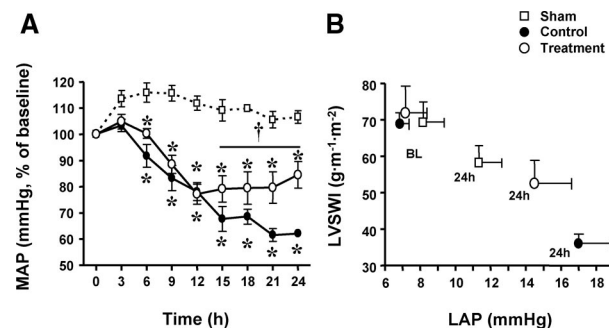 A
B
Sham
Control
Treatment
MAP (mmHg, % of baseline)
120
110
100
90
80
70
60
50
* * * * * * *
†
* * * * * * *
0 3 6 9 12 15 18 21 24
Time (h)
LVSWI (g·m⁻¹·m⁻²)
80
70
60
50
40
30
BL
24h
24h
24h
6 8 10 12 14 16 18
LAP (mmHg)